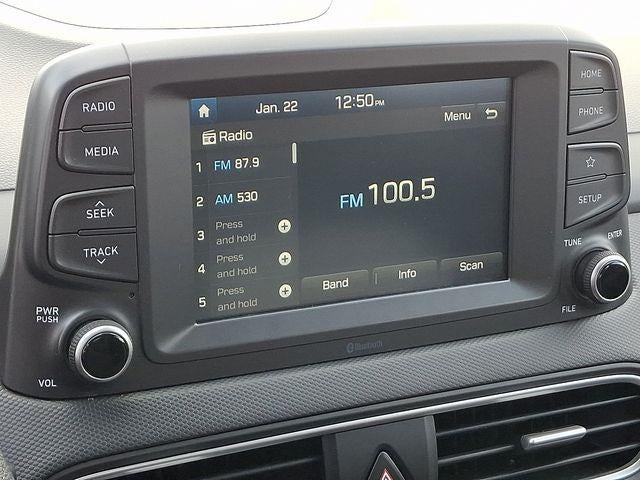 RADIO
MEDIA
SEEK
TRACK
PWR
PUSH
VOL
Jan. 22 12:50PM
Menu
Radio
1 FM 87.9
2 AM 530
3 Press
and hold
4 Press
and hold
5 Press
and hold
FM 100.5
Band Info Scan
Bluetooth
HOME
PHONE
SETUP
TUNE ENTER
FILE